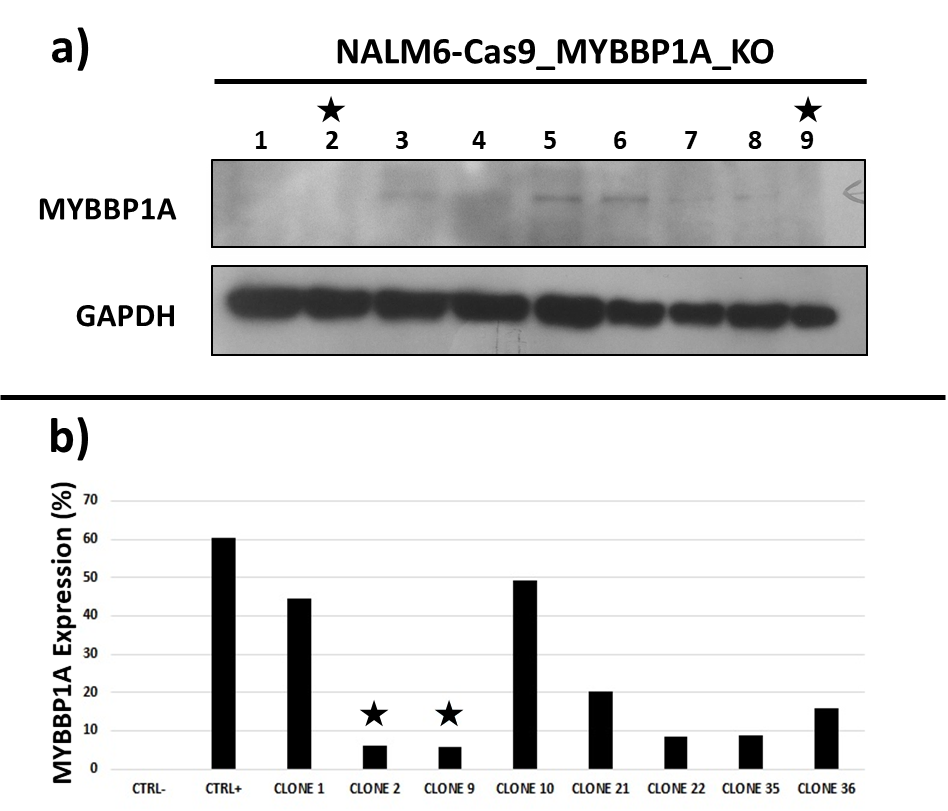 a)
NALM6-Cas9_MYBBP1A_KO
1 2 3 4 5 6 7 8 9
MYBBP1A
GAPDH
b)
MYBBP1A Expression (%)
70
60
50
40
30
20
10
0
CTRL- CTRL+ CLONE 1 CLONE 2 CLONE 9 CLONE 10 CLONE 21 CLONE 22 CLONE 35 CLONE 36